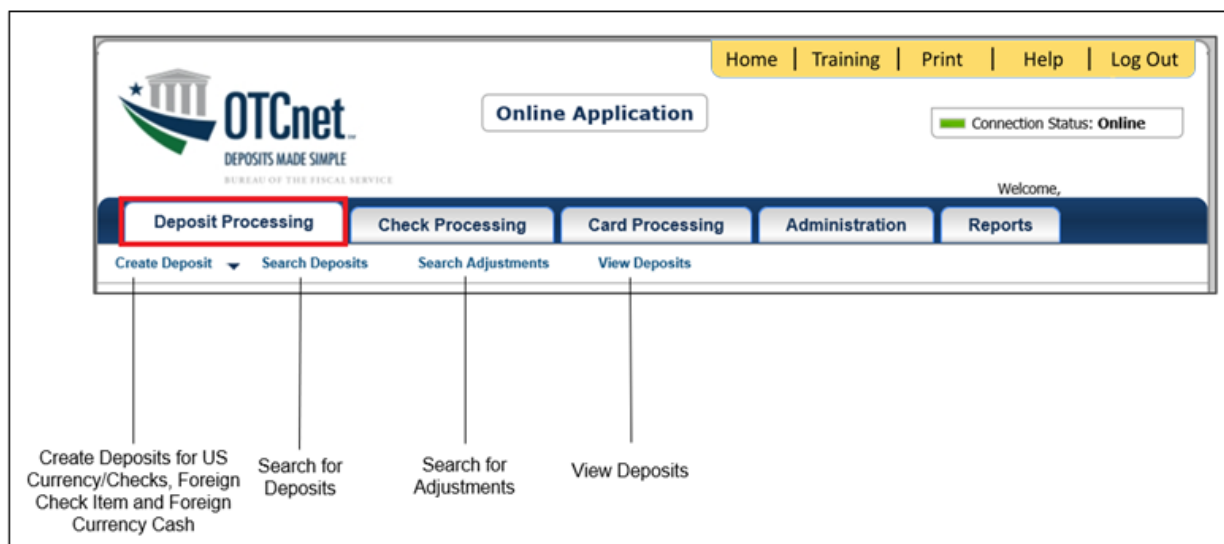 Home | Training | Print | Help | Log Out
OTCnet™
DEPOSITS MADE SIMPLE
BUREAU OF THE FISCAL SERVICE
Online Application
Connection Status: Online
Welcome,
Deposit Processing Check Processing Card Processing Administration Reports
Create Deposit Search Deposits Search Adjustments View Deposits
Create Deposits for US
Currency/Checks, Foreign
Check Item and Foreign
Currency Cash
Search for
Deposits
Search for
Adjustments
View Deposits